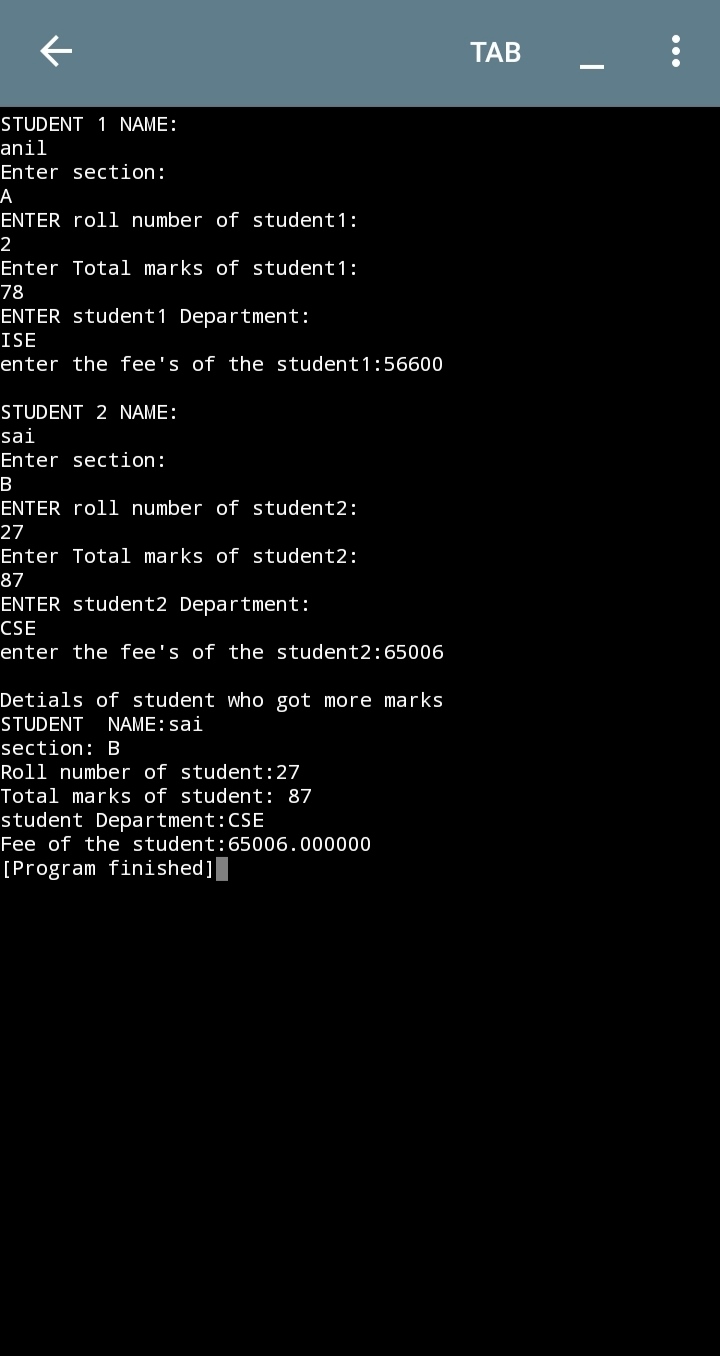 TAB
STUDENT 1 NAME:
anil
Enter section:
A
ENTER roll number of student1:
2
Enter Total marks of student1:
78
ENTER student1 Department:
ISE
enter the fee's of the student1:56600
STUDENT 2 NAME:
sai
Enter section:
B
ENTER roll number of student2:
27
Enter Total marks of student2:
87
ENTER student2 Department:
CSE
enter the fee's of the student2:65006
Detials of student who got more marks
STUDENT  NAME:sai
section: B
Roll number of student:27
Total marks of student: 87
student Department:CSE
Fee of the student:65006.000000
[Program finished]